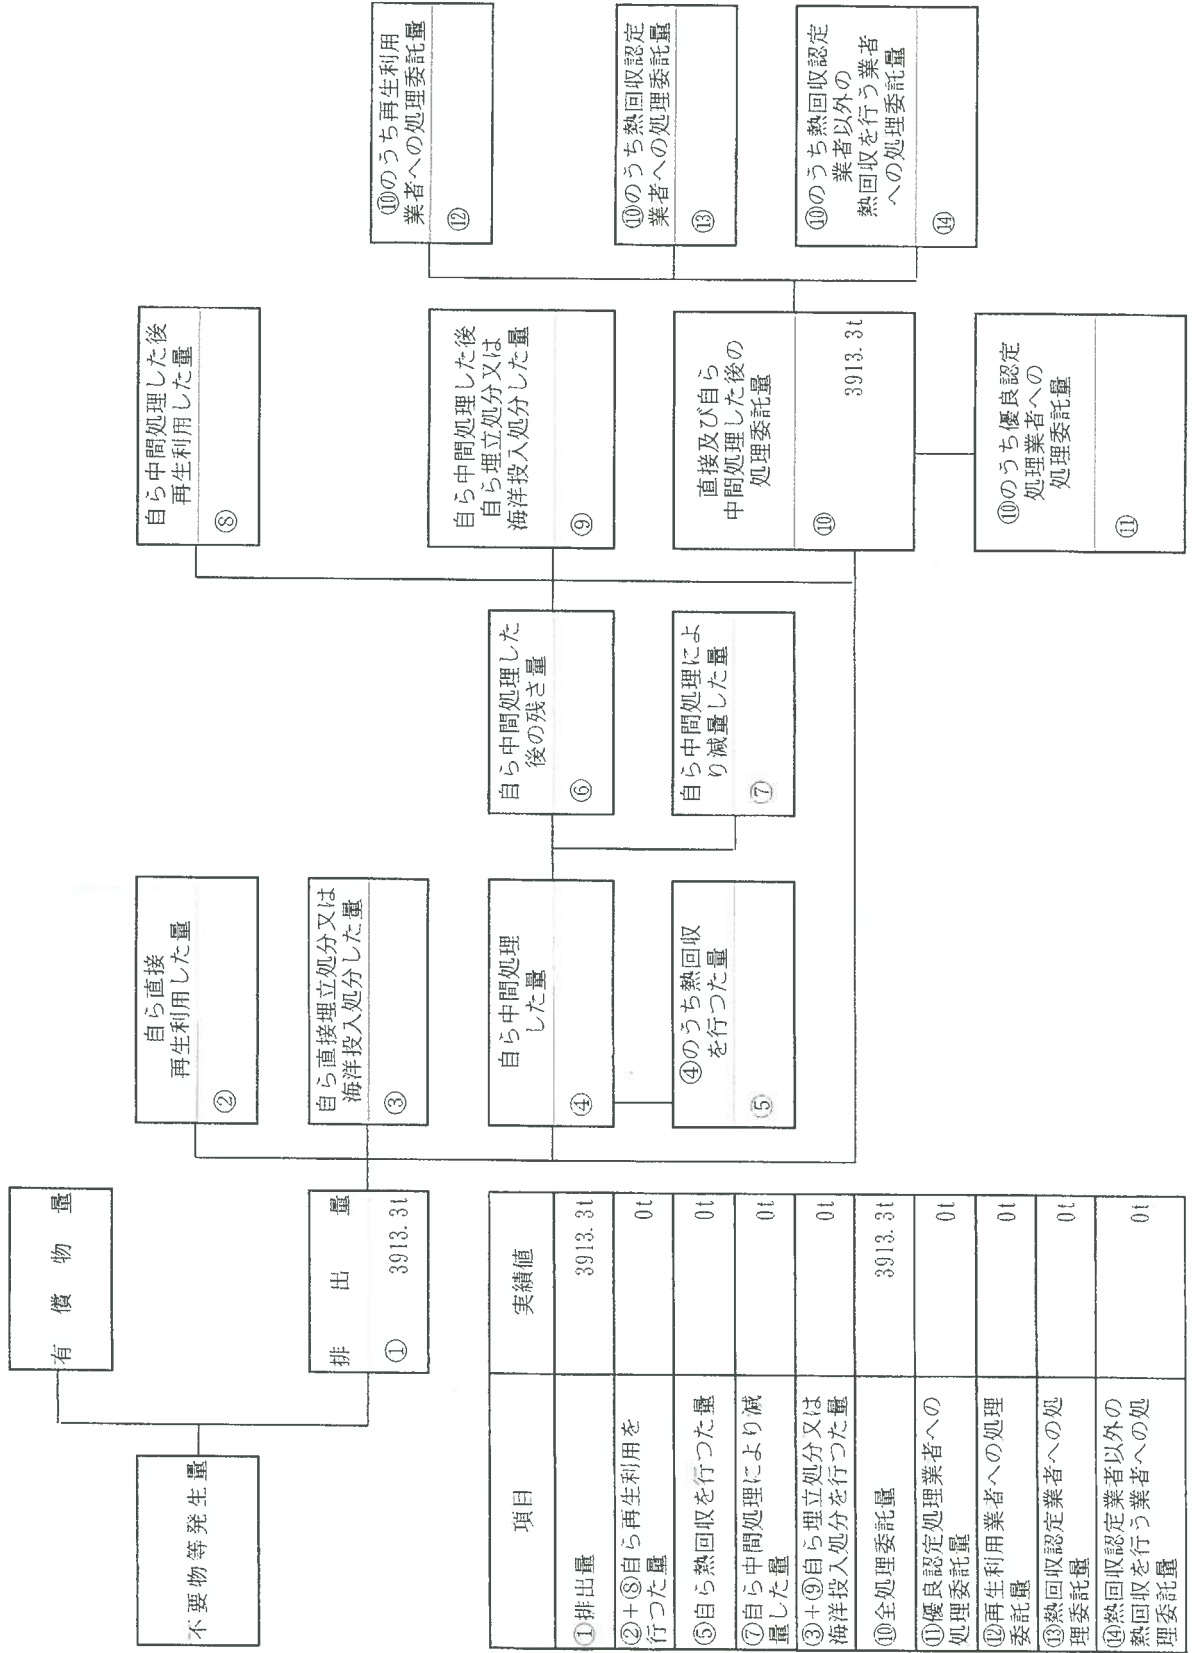 不要物等発生量
有償物量
排出量
① 3913.3t
自ら直接
再生利用した量
②
自ら直接埋立処分又は
海洋投入処分した量
③
自ら中間処理
した量
④
④のうち熱回収
を行つた量
⑤
自ら中間処理した
後の残さ量
⑥
自ら中間処理によ
り減量した量
⑦
自ら中間処理した後
再生利用した量
⑧
自ら中間処理した後
自ら埋立処分又は
海洋投入処分した量
⑨
直接及び自ら
中間処理した後の
処理委託量
⑩ 3913.3t
⑩のうち優良認定
処理業者への
処理委託量
⑪
⑩のうち再生利用
業者への処理委託量
⑫
⑩のうち熱回収認定
業者への処理委託量
⑬
⑩のうち熱回収認定
業者以外の
熱回収を行う業者
への処理委託量
⑭
項目 実績値
①排出量 3913.3t
②+⑧自ら再生利用を
行つた量 0t
⑤自ら熱回収を行つた量 0t
⑦自ら中間処理により減
量した量 0t
③+⑨自ら埋立処分又は
海洋投入処分を行つた量 0t
⑩全処理委託量 3913.3t
⑪優良認定処理業者への
処理委託量 0t
⑫再生利用業者への処理
委託量 0t
⑬熱回収認定業者への処
理委託量 0t
⑭熱回収認定業者以外の
熱回収を行う業者への処
理委託量 0t